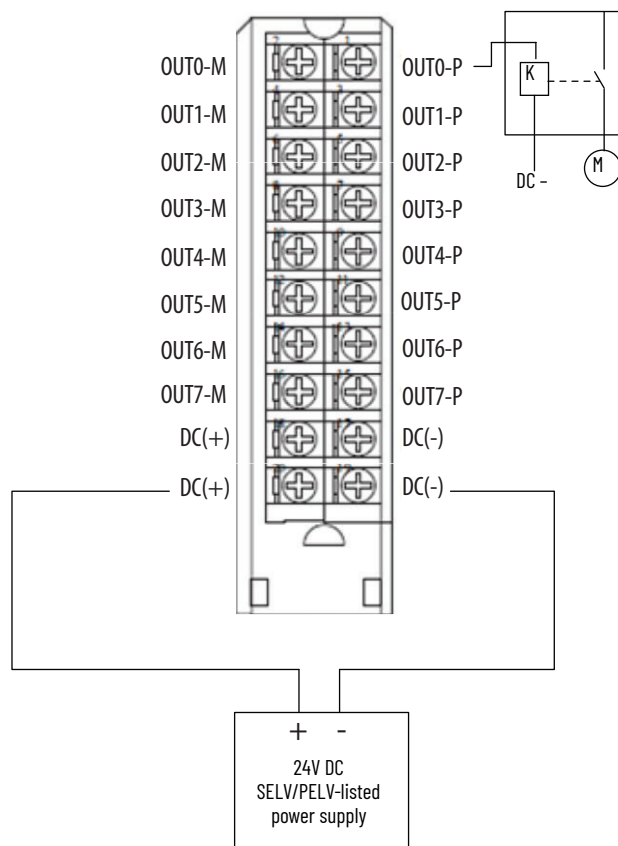 OUT0-M
OUT0-P
K
OUT1-M
OUT1-P
OUT2-M
OUT2-P
M
DC -
OUT3-M
OUT3-P
OUT4-M
OUT4-P
OUT5-M
OUT5-P
OUT6-M
OUT6-P
OUT7-M
OUT7-P
DC(+)
DC(-)
DC(+)
DC(-)
+ -
24V DC
SELV/PELV-listed
power supply